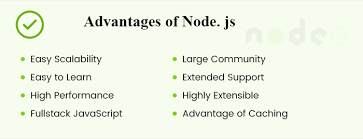 Advantages of Node. js
node
Easy Scalability
Easy to Learn
High Performance
Fullstack JavaScript
Large Community
Extended Support
Highly Extensible
Advantage of Caching